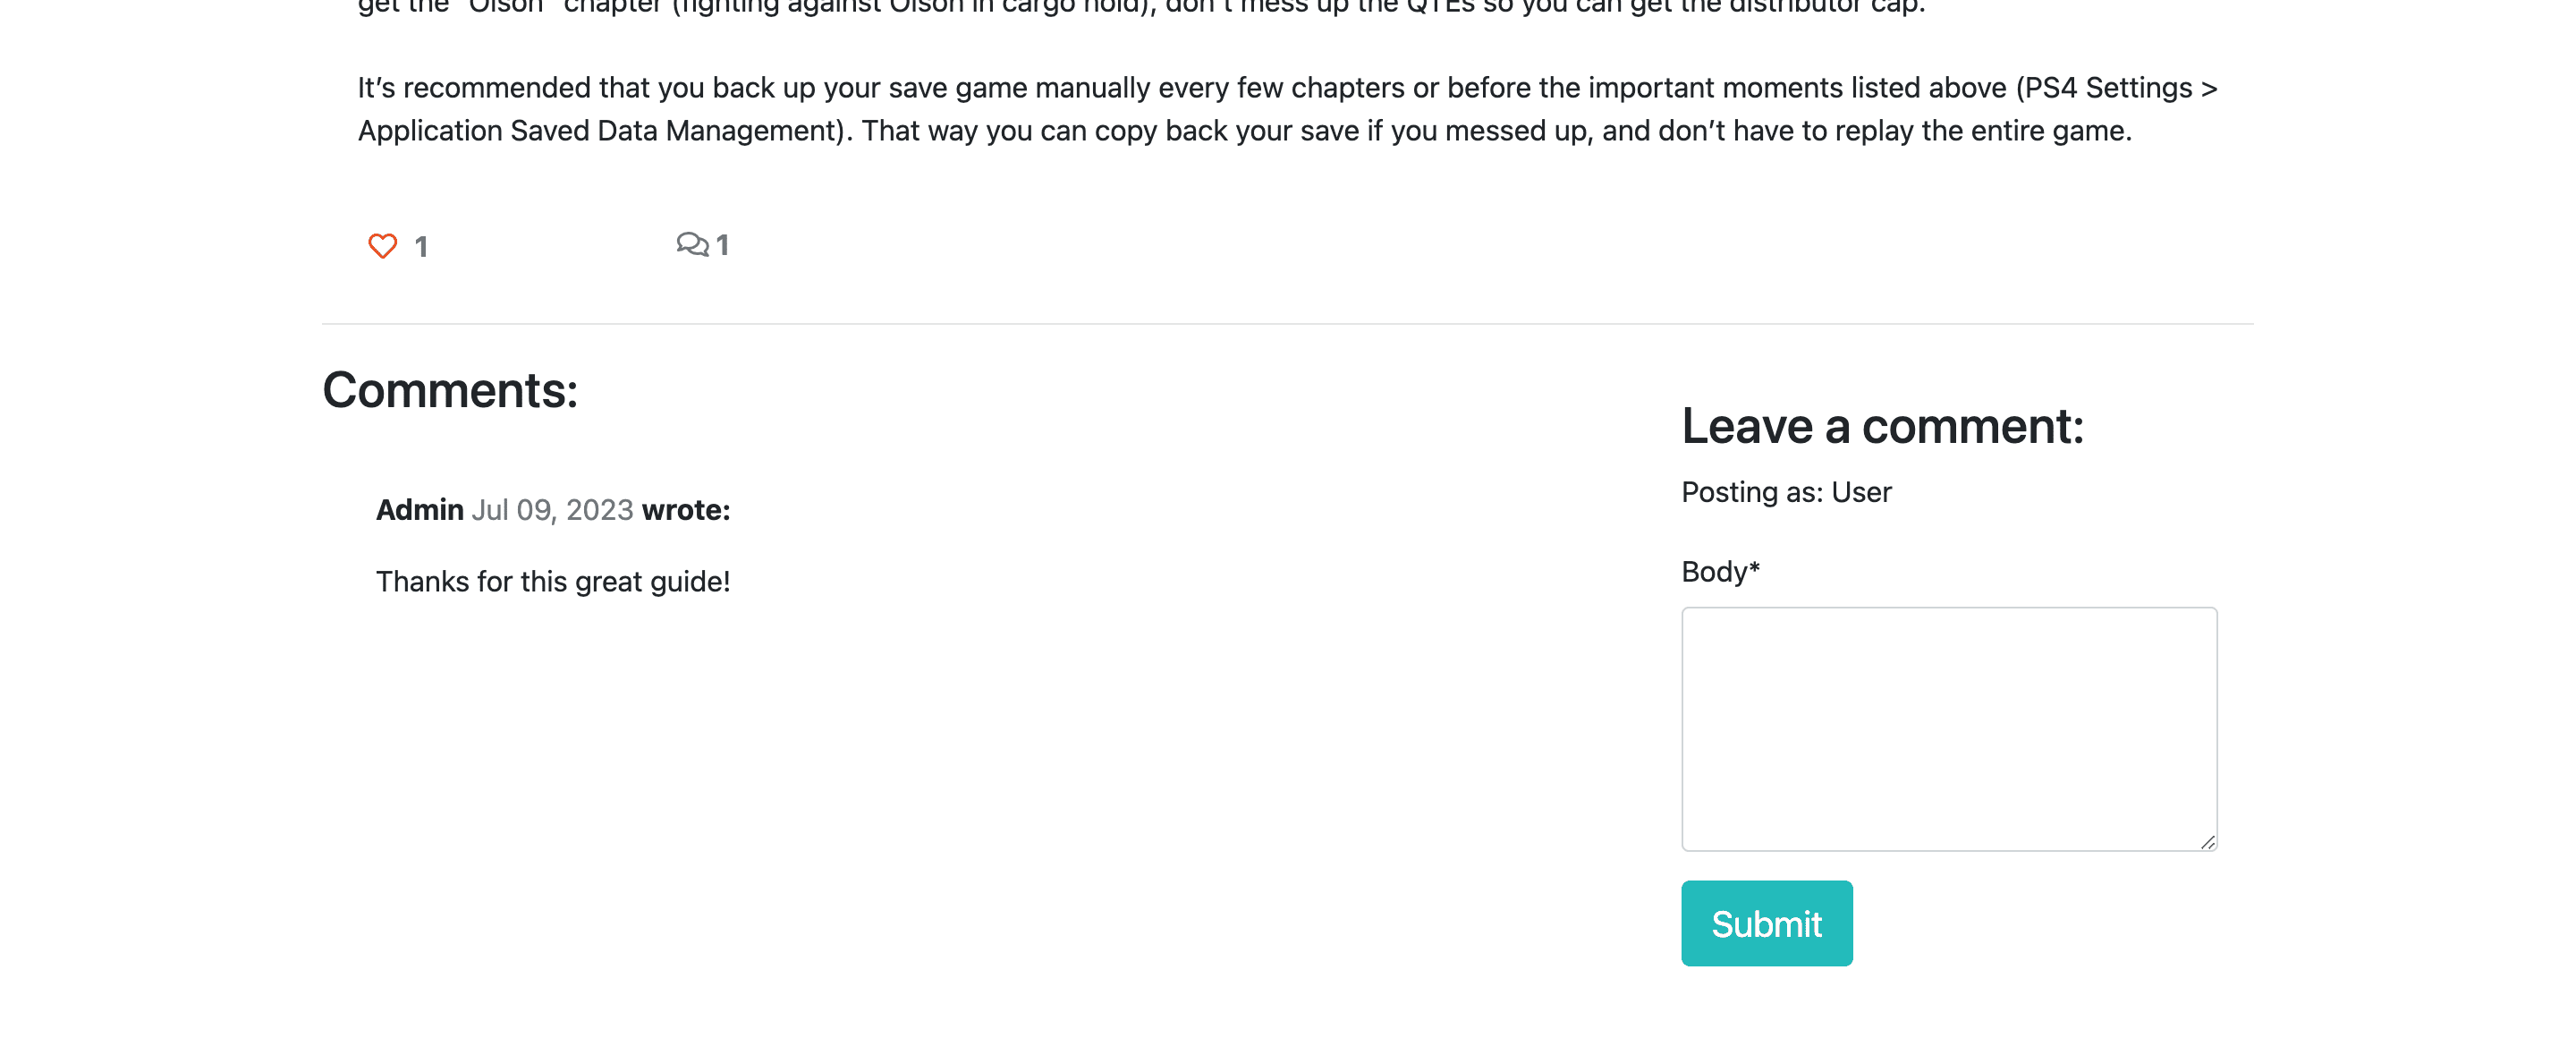 get the "Olson" chapter (fighting against Olson in cargo hold), don't mess up the QTEs so you can get the distributor cap.
It’s recommended that you back up your save game manually every few chapters or before the important moments listed above (PS4 Settings >
Application Saved Data Management). That way you can copy back your save if you messed up, and don’t have to replay the entire game.
1
1
Comments:
Admin Jul 09, 2023 wrote:
Thanks for this great guide!
Leave a comment:
Posting as: User
Body*
Submit